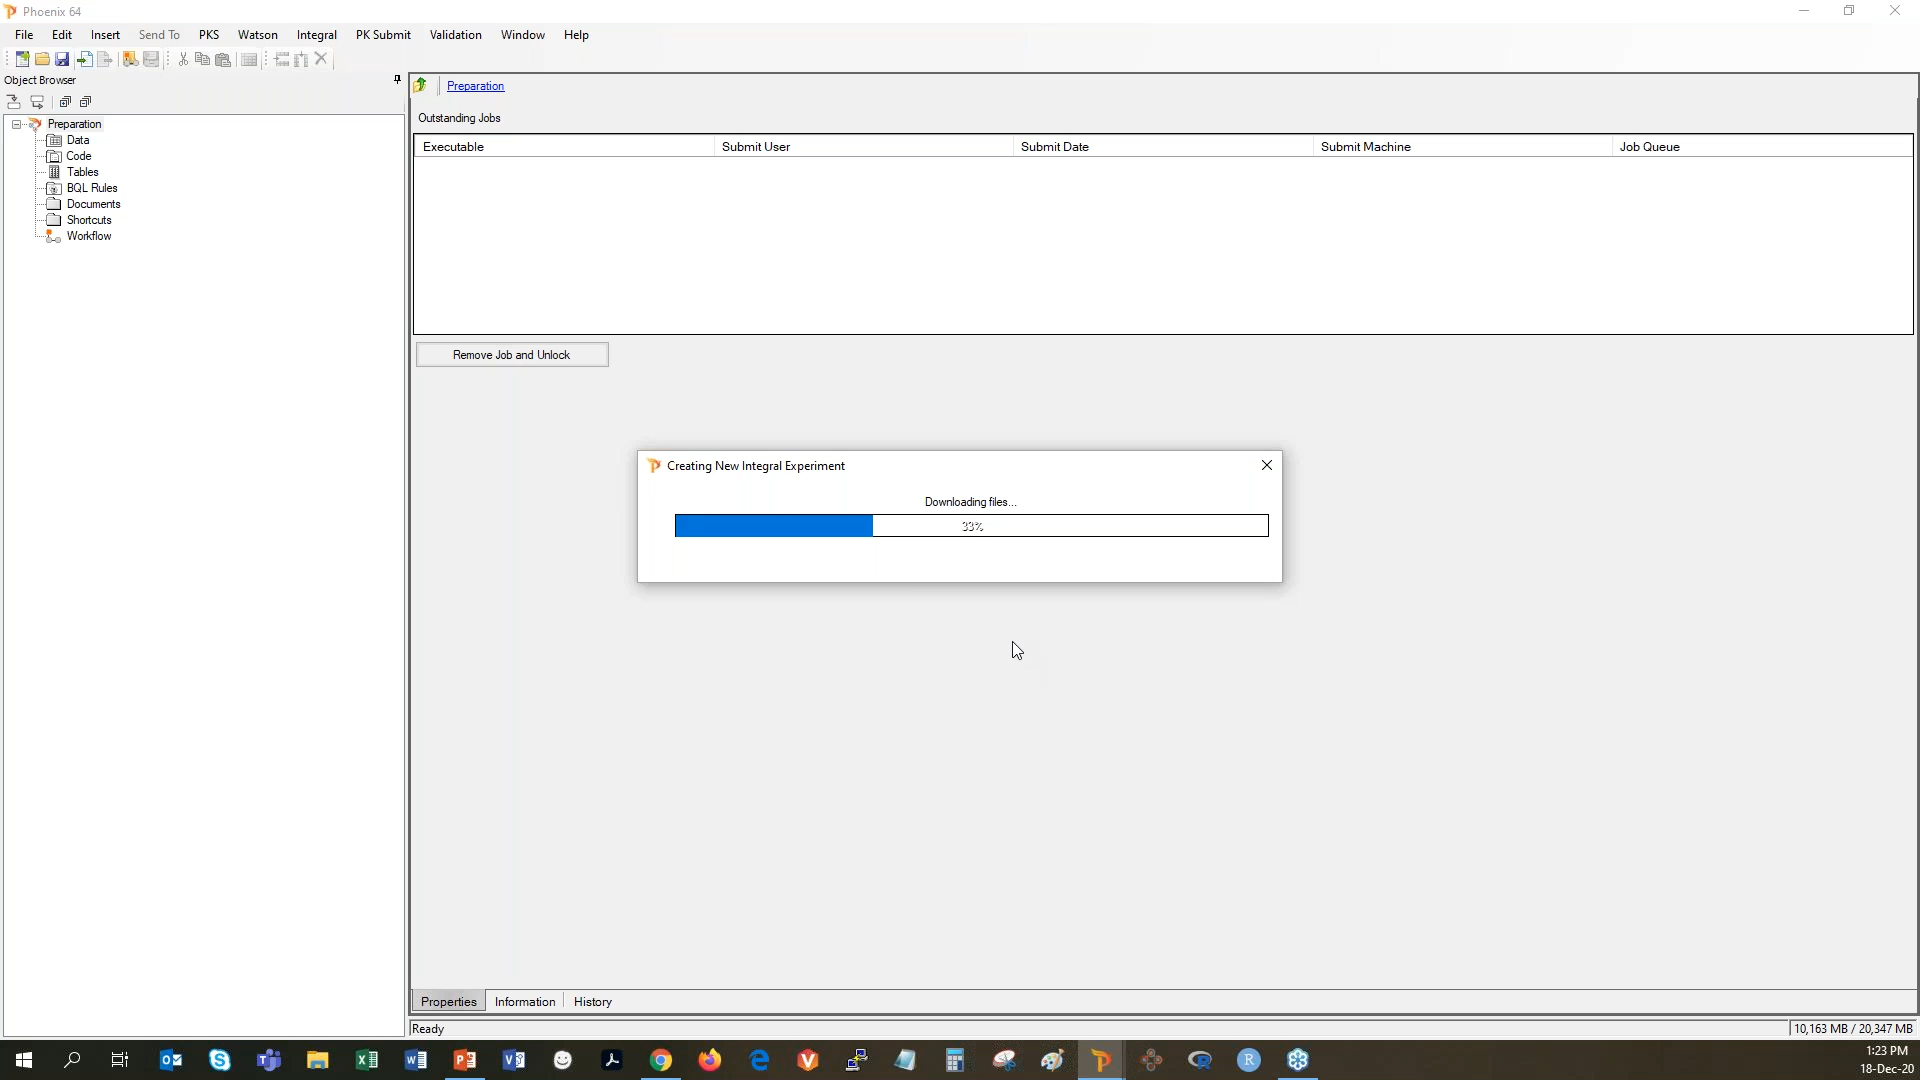 Phoenix 64
File Edit Insert Send To PKS Watson Integral PK Submit Validation Window Help
Object Browser
Preparation
Data
Code
Tables
BQL Rules
Documents
Shortcuts
Workflow
Preparation
Outstanding Jobs
Executable Submit User Submit Date Submit Machine Job Queue
Remove Job and Unlock
Creating New Integral Experiment
Downloading files...
33%
Properties Information History
Ready
10,163 MB / 20,347 MB
1:23 PM
18-Dec-20